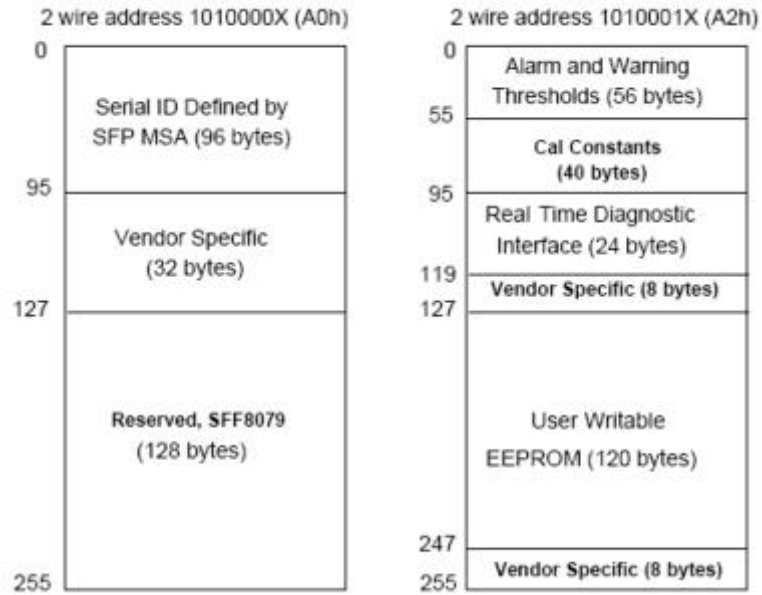 2 wire address 1010000X (A0h)
0
Serial ID Defined by
SFP MSA (96 bytes)
95
Vendor Specific
(32 bytes)
127
Reserved, SFF8079
(128 bytes)
255
2 wire address 1010001X (A2h)
0
Alarm and Warning
Thresholds (56 bytes)
55
Cal Constants
(40 bytes)
95
Real Time Diagnostic
Interface (24 bytes)
119
Vendor Specific (8 bytes)
127
User Writable
EEPROM (120 bytes)
247
Vendor Specific (8 bytes)
255